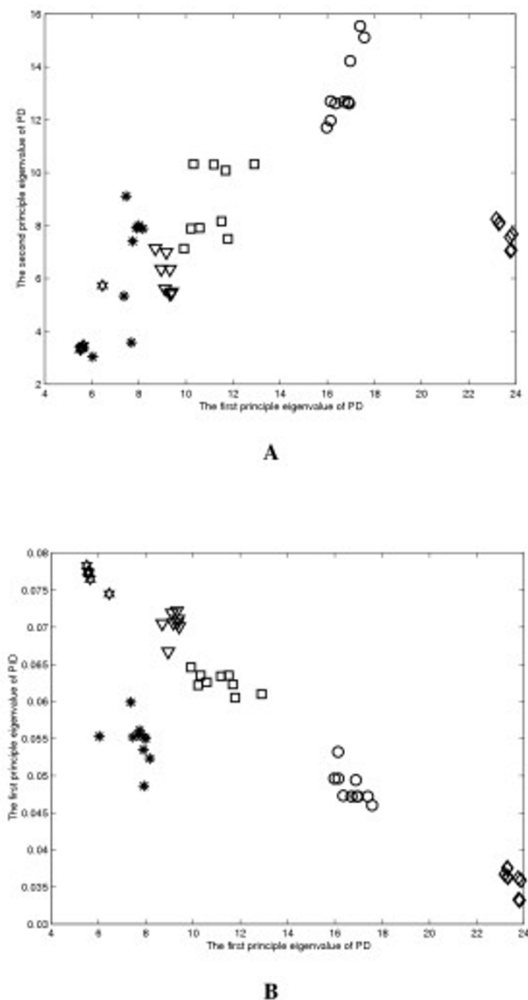 16
14
12
10
8
6
4
2
The second principle eigenvalue of PD
4 6 8 10 12 14 16 18 20 22 24
The first principle eigenvalue of PD
A
0.08
0.075
0.07
0.065
0.06
0.055
0.05
0.045
0.04
0.035
0.03
The first principle eigenvalue of PID
4 6 8 10 12 14 16 18 20 22 24
The first principle eigenvalue of PD
B